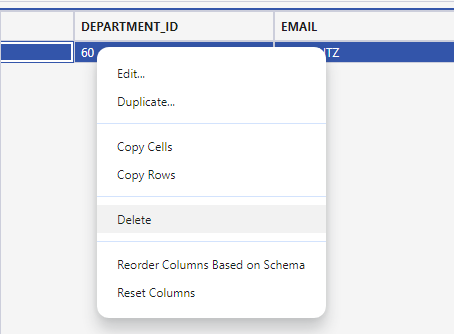 DEPARTMENT_ID EMAIL
60
Edit...
Duplicate...
Copy Cells
Copy Rows
Delete
Reorder Columns Based on Schema
Reset Columns